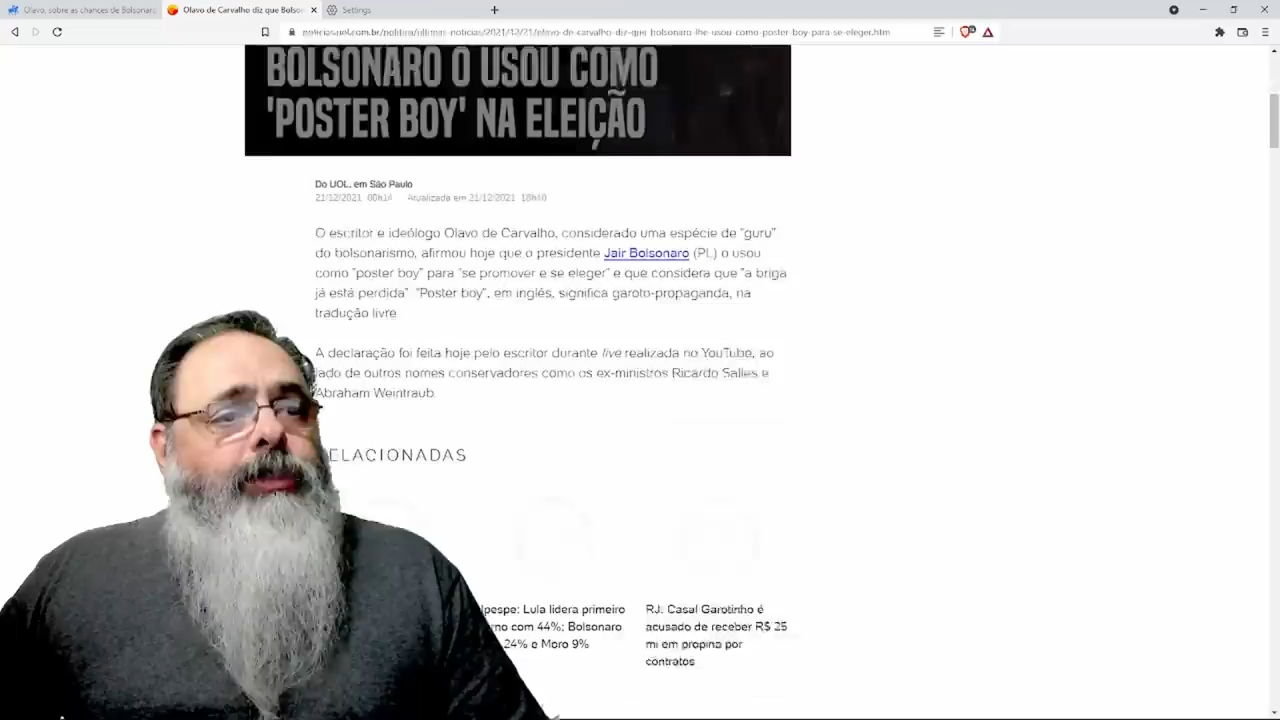 Olavo, sobre as chances de Bolsonaro
Olavo de Carvalho diz que Bolson
Settings
noticias.uol.com.br/politica/ultimas-noticias/2021/12/21/olavo-de-carvalho-diz-que-bolsonaro-lhe-usou-como-poster-boy-para-se-eleger.htm
BOLSONARO O USOU COMO
'POSTER BOY' NA ELEIÇÃO
Do UOL, em São Paulo
21/12/2021 00h14 Atualizada em 21/12/2021 18h40
O escritor e ideólogo Olavo de Carvalho, considerado uma espécie de "guru"
do bolsonarismo, afirmou hoje que o presidente Jair Bolsonaro (PL) o usou
como "poster boy" para "se promover e se eleger" e que considera que "a briga
já está perdida". "Poster boy", em inglês, significa garoto-propaganda, na
tradução livre.
A declaração foi feita hoje pelo escritor durante live realizada no YouTube, ao
lado de outros nomes conservadores como os ex-ministros Ricardo Salles e
Abraham Weintraub.
ELACIONADAS
Ipespe: Lula lidera primeiro
rno com 44%; Bolsonaro
24% e Moro 9%
RJ: Casal Garotinho é
acusado de receber R$ 25
mi em propina por
contratos